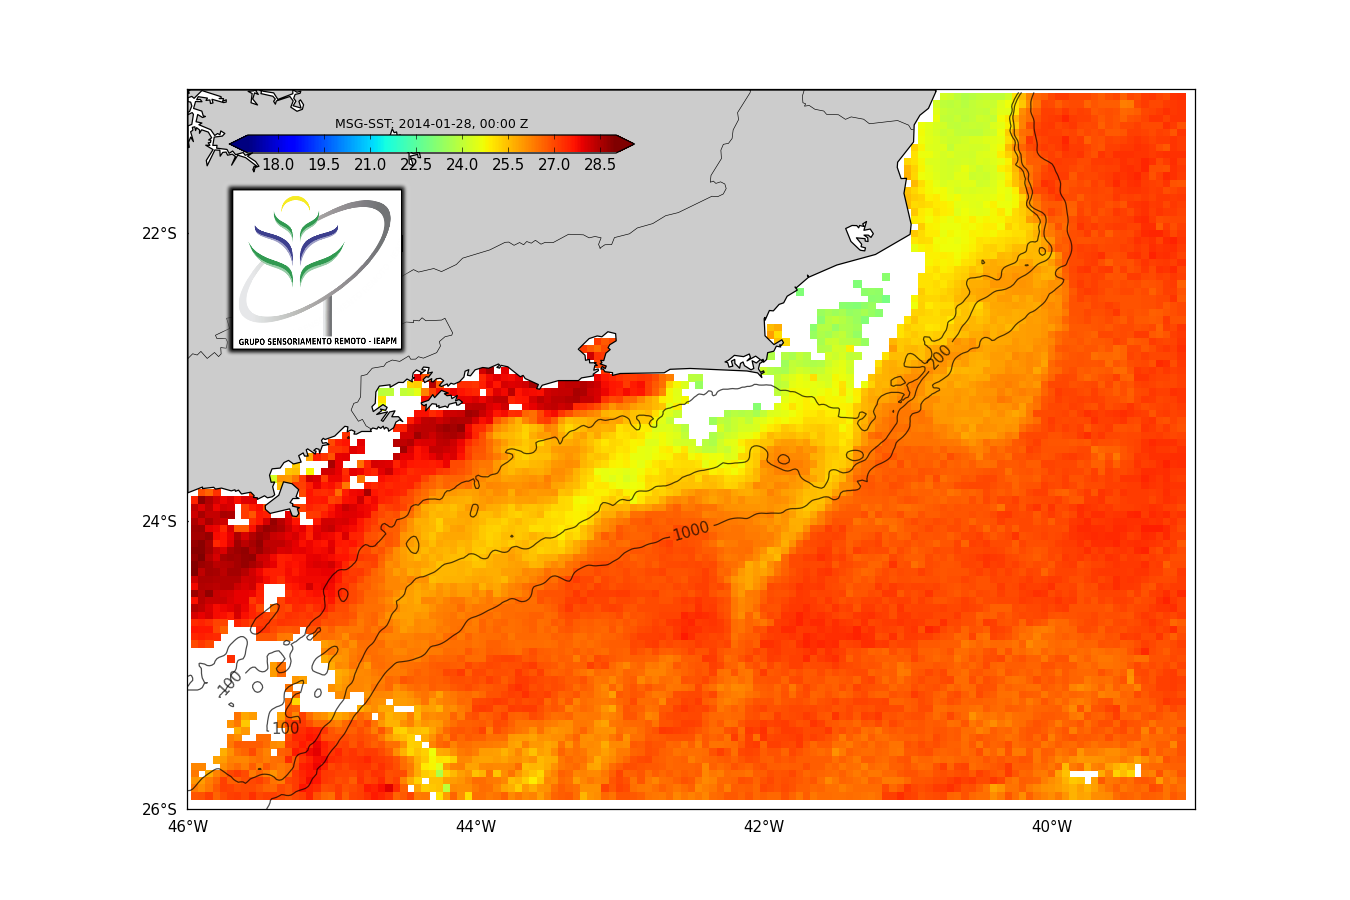 MSG-SST: 2014-01-28, 00:00 Z
18.0 19.5 21.0 22.5 24.0 25.5 27.0 28.5
GRUPO SENSORIAMENTO REMOTO - IEAPM
22°S
200
24°S
1000
100
100
26°S
46°W 44°W 42°W 40°W